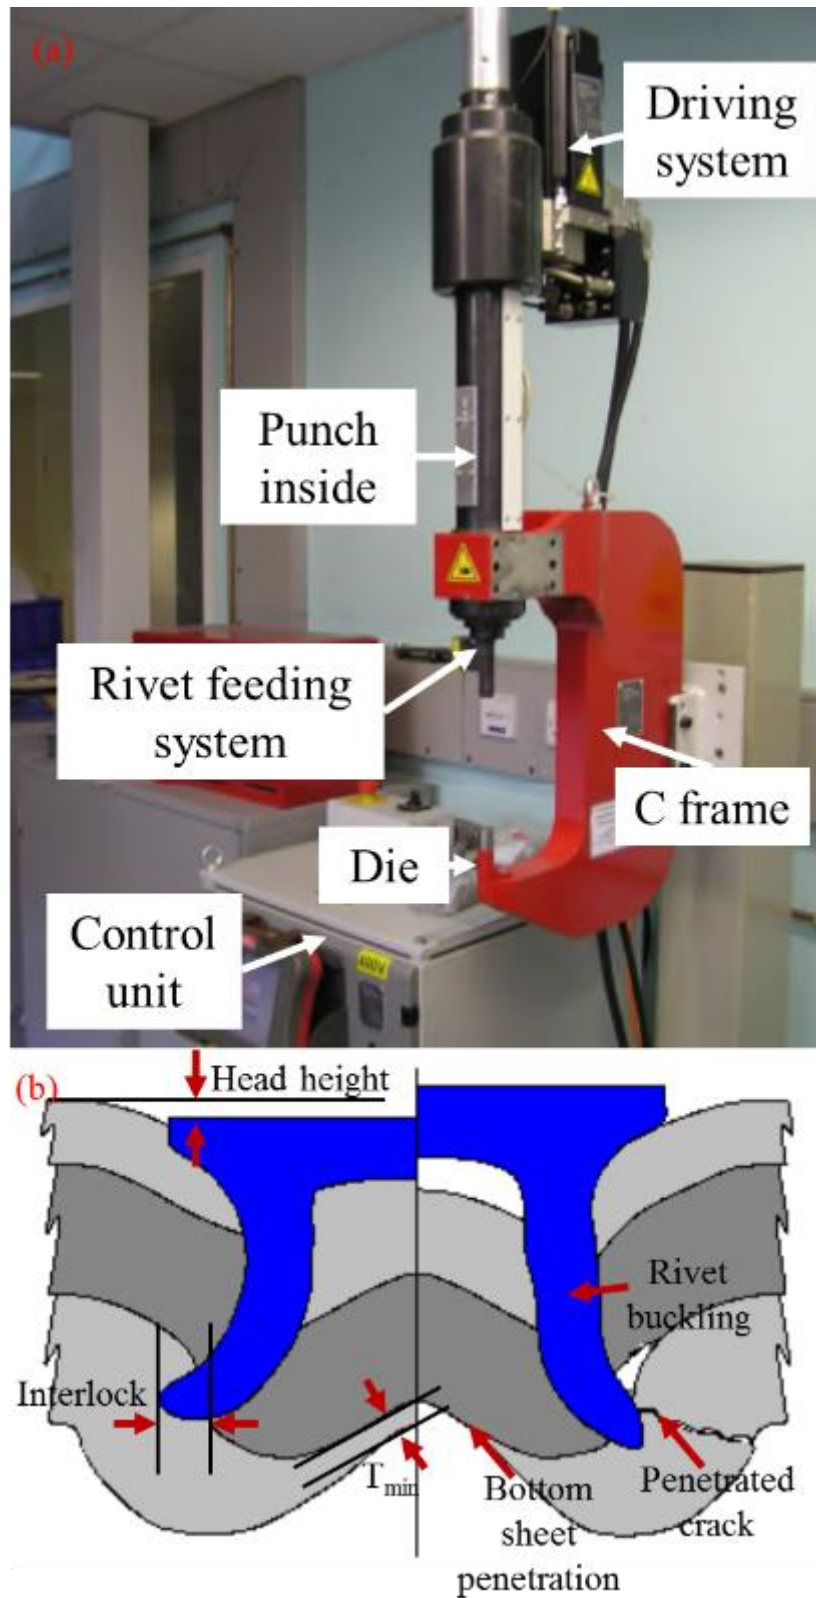 (a)
Driving
system
Punch
inside
Rivet feeding
system
C frame
Die
Control
unit
400V
(b)
Head height
Rivet
buckling
Interlock
Tmin
Bottom
sheet
penetration
Penetrated
crack